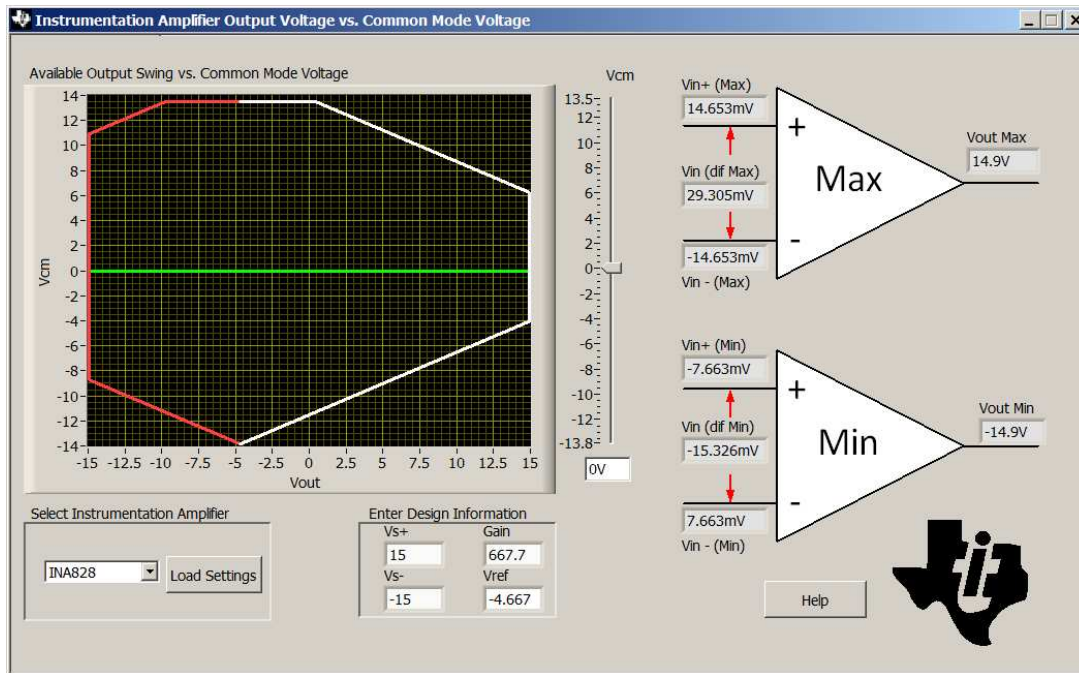 Instrumentation Amplifier Output Voltage vs. Common Mode Voltage
Available Output Swing vs. Common Mode Voltage
Vcm
14
12
10
8
6
4
2
0
-2
-4
-6
-8
-10
-12
-14
-15 -12.5 -10 -7.5 -5 -2.5 0 2.5 5 7.5 10 12.5 15
Vout
Vcm
13.5
12
10
8
6
4
2
0
-2
-4
-6
-8
-10
-12
-13.8
0V
Vin+ (Max)
14.653mV
Vin (dif Max)
29.305mV
-14.653mV
Vin - (Max)
+
-
Max
Vout Max
14.9V
Vin+ (Min)
-7.663mV
Vin (dif Min)
-15.326mV
7.663mV
Vin - (Min)
+
-
Min
Vout Min
-14.9V
Select Instrumentation Amplifier
INA828
Load Settings
Enter Design Information
Vs+ Gain
15 667.7
Vs- Vref
-15 -4.667
Help
ti